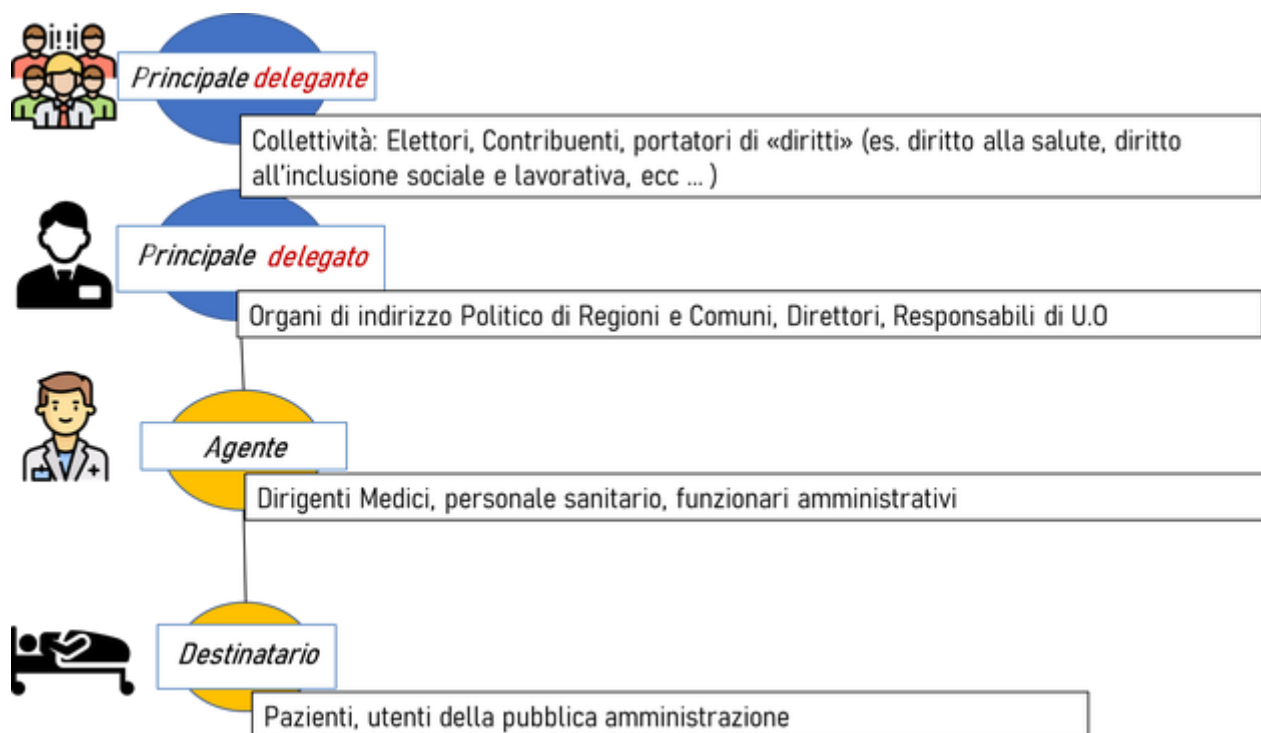 Principale delegante
Collettività: Elettori, Contribuenti, portatori di «diritti» (es. diritto alla salute, diritto
all'inclusione sociale e lavorativa, ecc ... )
Principale delegato
Organi di indirizzo Politico di Regioni e Comuni, Direttori, Responsabili di U.O
Agente
Dirigenti Medici, personale sanitario, funzionari amministrativi
Destinatario
Pazienti, utenti della pubblica amministrazione